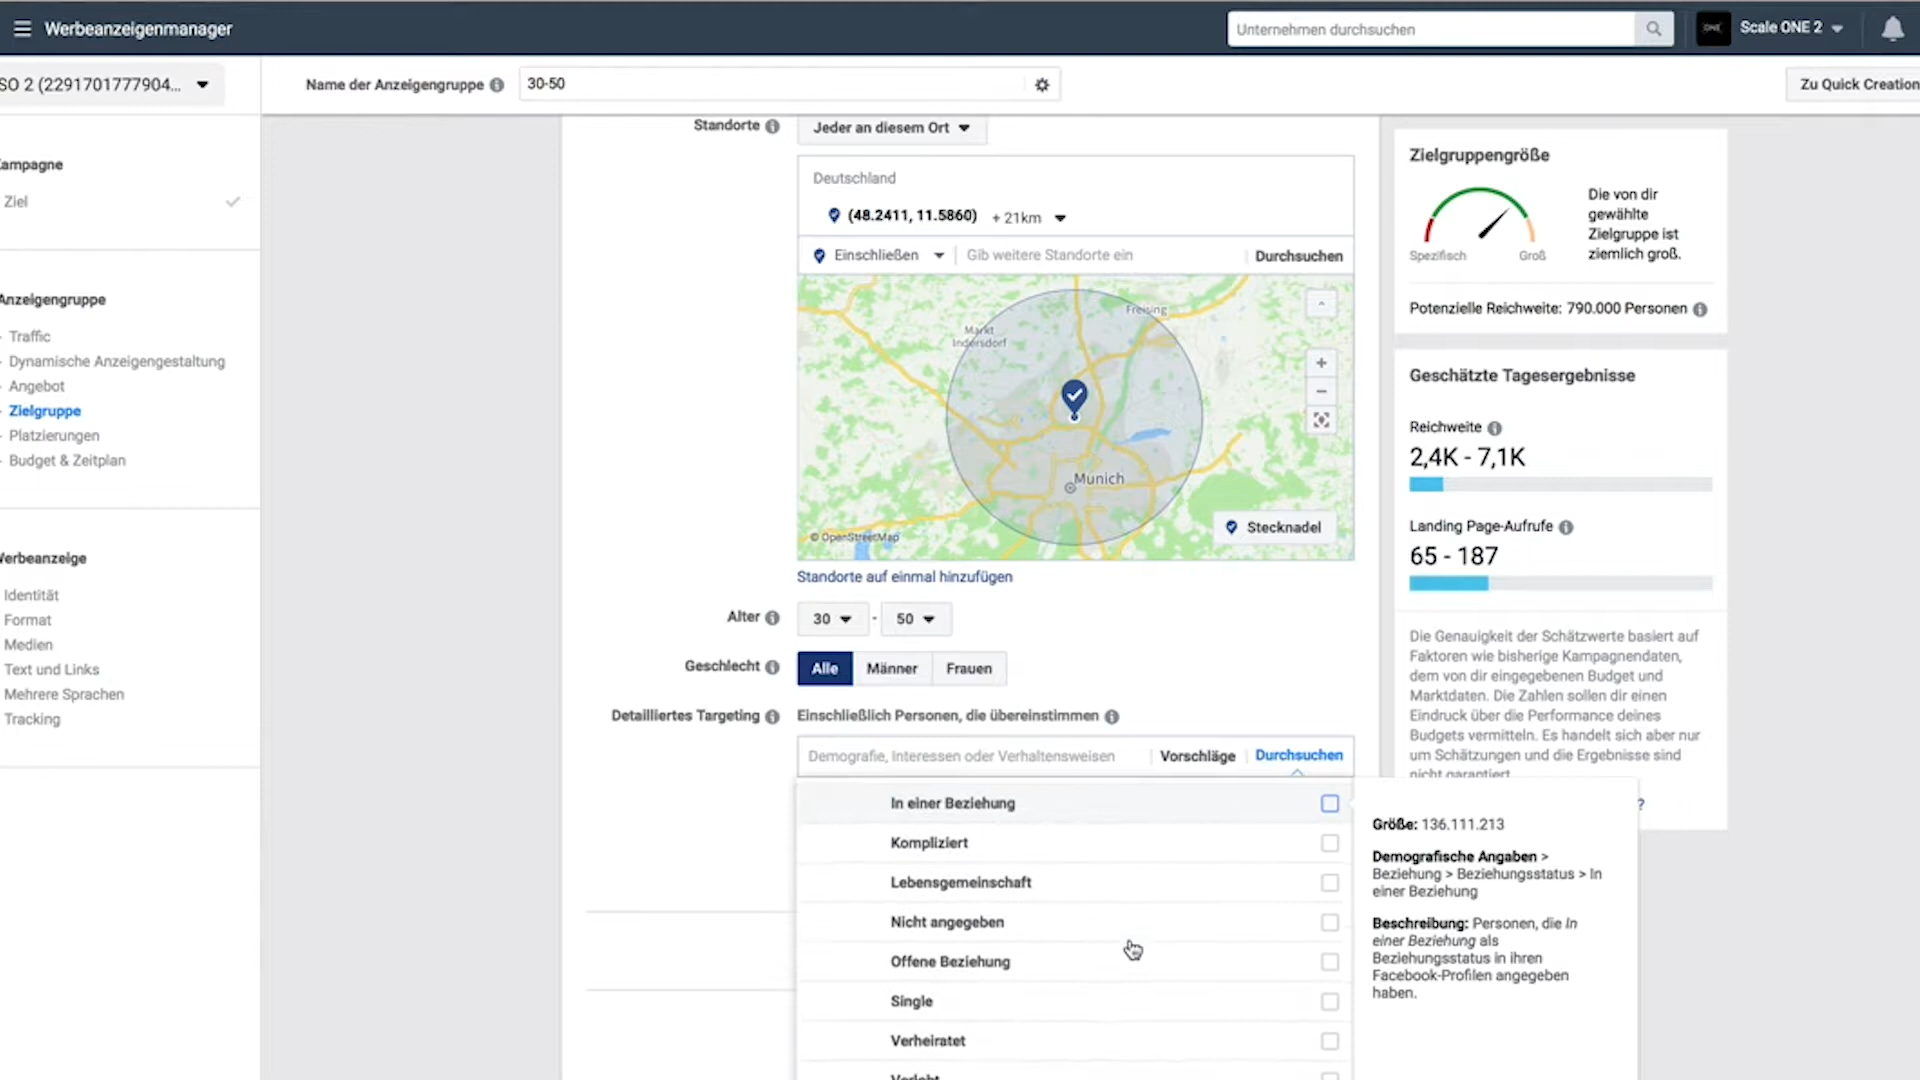 Werbeanzeigenmanager
Unternehmen durchsuchen
Scale ONE 2
SO 2 (2291701777904...
Name der Anzeigengruppe
30-50
Zu Quick Creation
Kampagne
Ziel
Anzeigengruppe
Traffic
Dynamische Anzeigengestaltung
Angebot
Zielgruppe
Platzierungen
Budget & Zeitplan
Werbeanzeige
Identität
Format
Medien
Text und Links
Mehrere Sprachen
Tracking
Standorte
Jeder an diesem Ort
Deutschland
(48.2411, 11.5860) + 21km
Einschließen
Gib weitere Standorte ein
Durchsuchen
Freising
Markt
Indersdorf
Munich
Stecknadel
© OpenStreetMap
Standorte auf einmal hinzufügen
Alter
30 - 50
Geschlecht
Alle Männer Frauen
Detailliertes Targeting
Einschließlich Personen, die übereinstimmen
Demografie, Interessen oder Verhaltensweisen
Vorschläge
Durchsuchen
In einer Beziehung
Kompliziert
Lebensgemeinschaft
Nicht angegeben
Offene Beziehung
Single
Verheiratet
Verlobt
Größe: 136.111.213
Demografische Angaben >
Beziehung > Beziehungsstatus > In
einer Beziehung
Beschreibung: Personen, die In
einer Beziehung als
Beziehungsstatus in ihren
Facebook-Profilen angegeben
haben.
Zielgruppengröße
Spezifisch
Groß
Die von dir
gewählte
Zielgruppe ist
ziemlich groß.
Potenzielle Reichweite: 790.000 Personen
Geschätzte Tagesergebnisse
Reichweite
2,4K - 7,1K
Landing Page-Aufrufe
65 - 187
Die Genauigkeit der Schätzwerte basiert auf
Faktoren wie bisherige Kampagnendaten,
dem von dir eingegebenen Budget und
Marktdaten. Die Zahlen sollen dir einen
Eindruck über die Performance deines
Budgets vermitteln. Es handelt sich aber nur
um Schätzungen und die Ergebnisse sind
nicht garantiert.
?